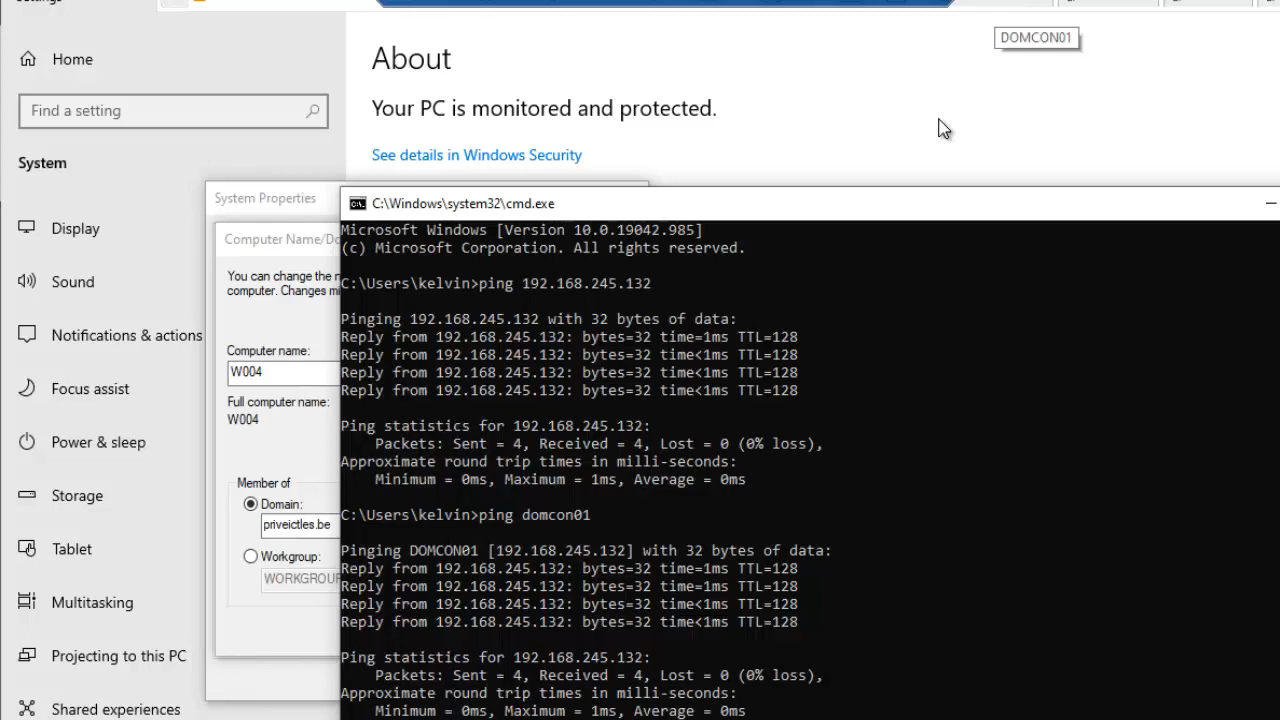 Settings
DOMCON01
Home
Find a setting
System
Display
Sound
Notifications & actions
Focus assist
Power & sleep
Storage
Tablet
Multitasking
Projecting to this PC
Shared experiences
About
Your PC is monitored and protected.
See details in Windows Security
System Properties
Computer Name/Do
You can change the n
computer. Changes mi
Computer name:
W004
Full computer name:
W004
Member of
Domain:
priveictles.be
Workgroup:
WORKGROU
C:\Windows\system32\cmd.exe
Microsoft Windows [Version 10.0.19042.985]
(c) Microsoft Corporation. All rights reserved.
C:\Users\kelvin>ping 192.168.245.132
Pinging 192.168.245.132 with 32 bytes of data:
Reply from 192.168.245.132: bytes=32 time=1ms TTL=128
Reply from 192.168.245.132: bytes=32 time<1ms TTL=128
Reply from 192.168.245.132: bytes=32 time<1ms TTL=128
Reply from 192.168.245.132: bytes=32 time<1ms TTL=128
Ping statistics for 192.168.245.132:
Packets: Sent = 4, Received = 4, Lost = 0 (0% loss),
Approximate round trip times in milli-seconds:
Minimum = 0ms, Maximum = 1ms, Average = 0ms
C:\Users\kelvin>ping domcon01
Pinging DOMCON01 [192.168.245.132] with 32 bytes of data:
Reply from 192.168.245.132: bytes=32 time=1ms TTL=128
Reply from 192.168.245.132: bytes=32 time<1ms TTL=128
Reply from 192.168.245.132: bytes=32 time<1ms TTL=128
Reply from 192.168.245.132: bytes=32 time<1ms TTL=128
Ping statistics for 192.168.245.132:
Packets: Sent = 4, Received = 4, Lost = 0 (0% loss),
Approximate round trip times in milli-seconds:
Minimum = 0ms, Maximum = 1ms, Average = 0ms